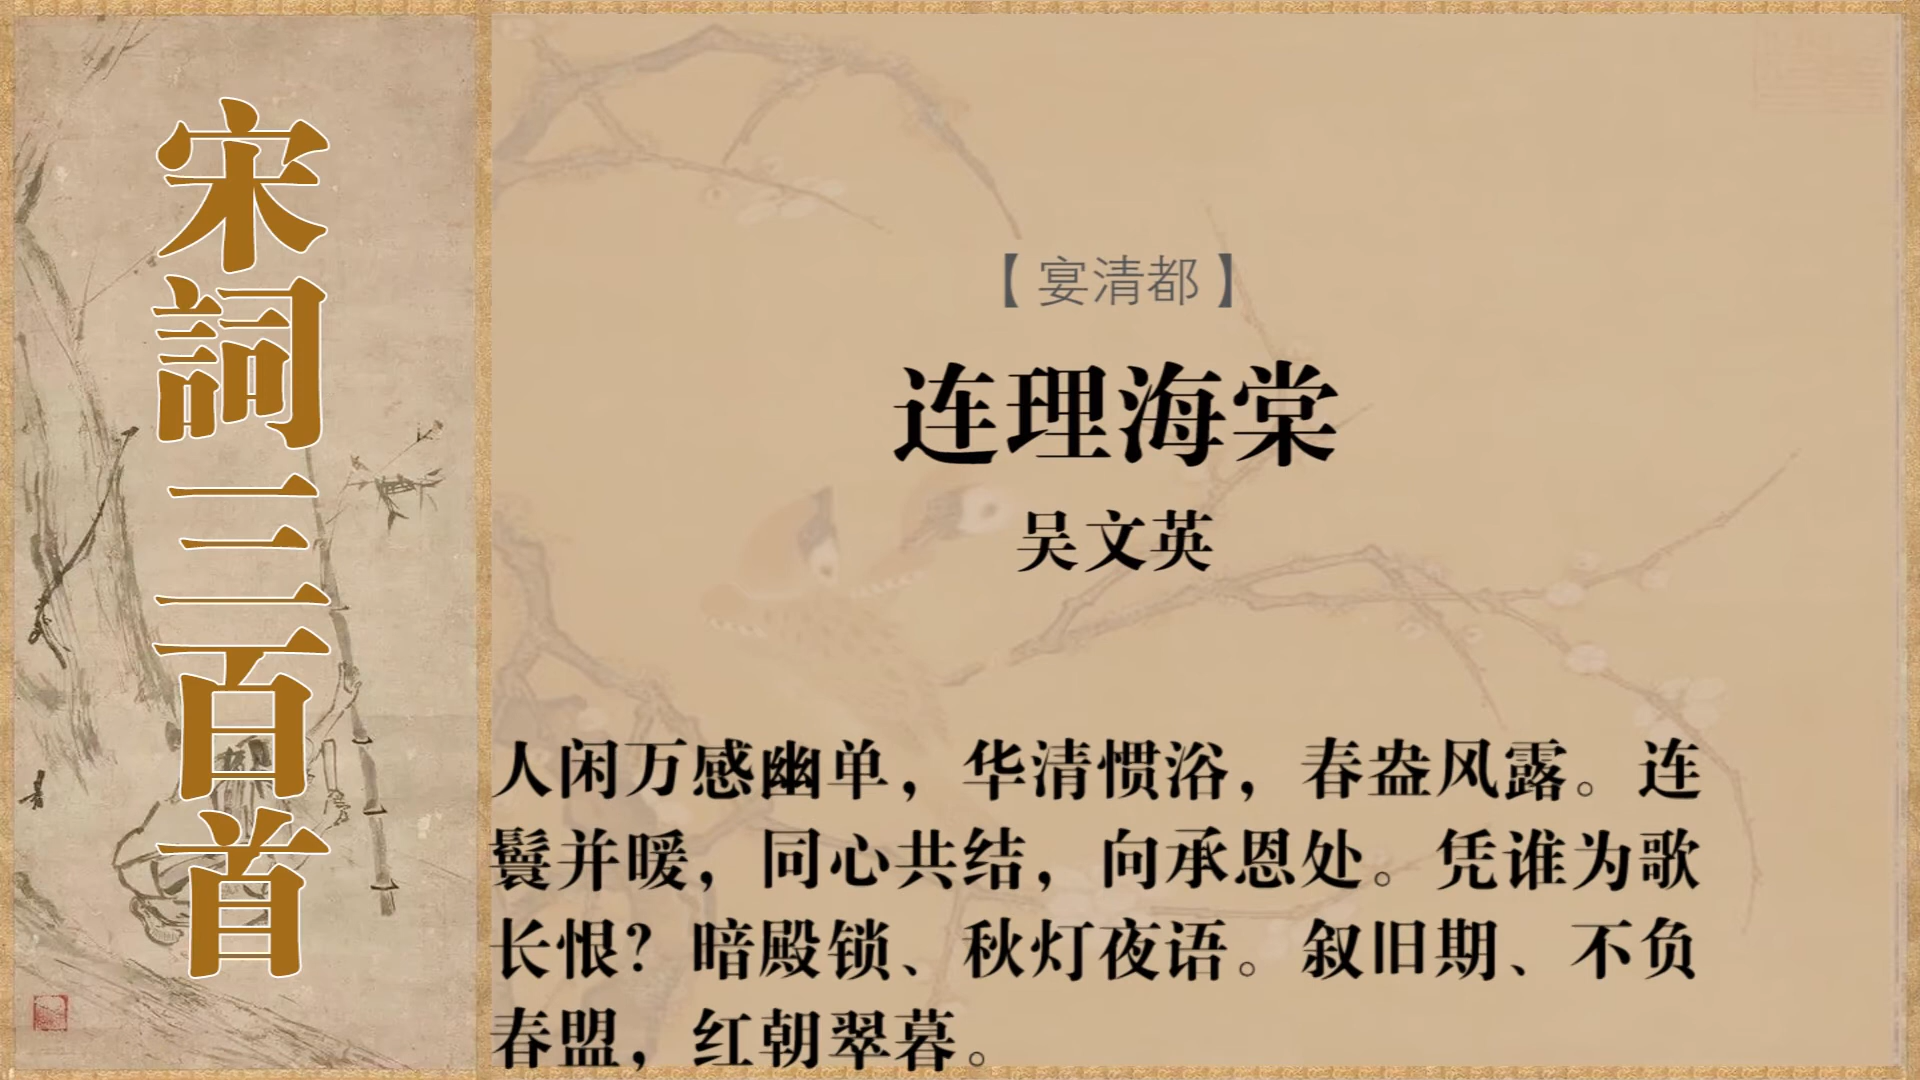 宋詞三百首
【宴清都】
连理海棠
吴文英
人闲万感幽单，华清惯浴，春盎风露。连
鬟并暖，同心共结，向承恩处。凭谁为歌
长恨？暗殿锁、秋灯夜语。叙旧期、不负
春盟，红朝翠暮。